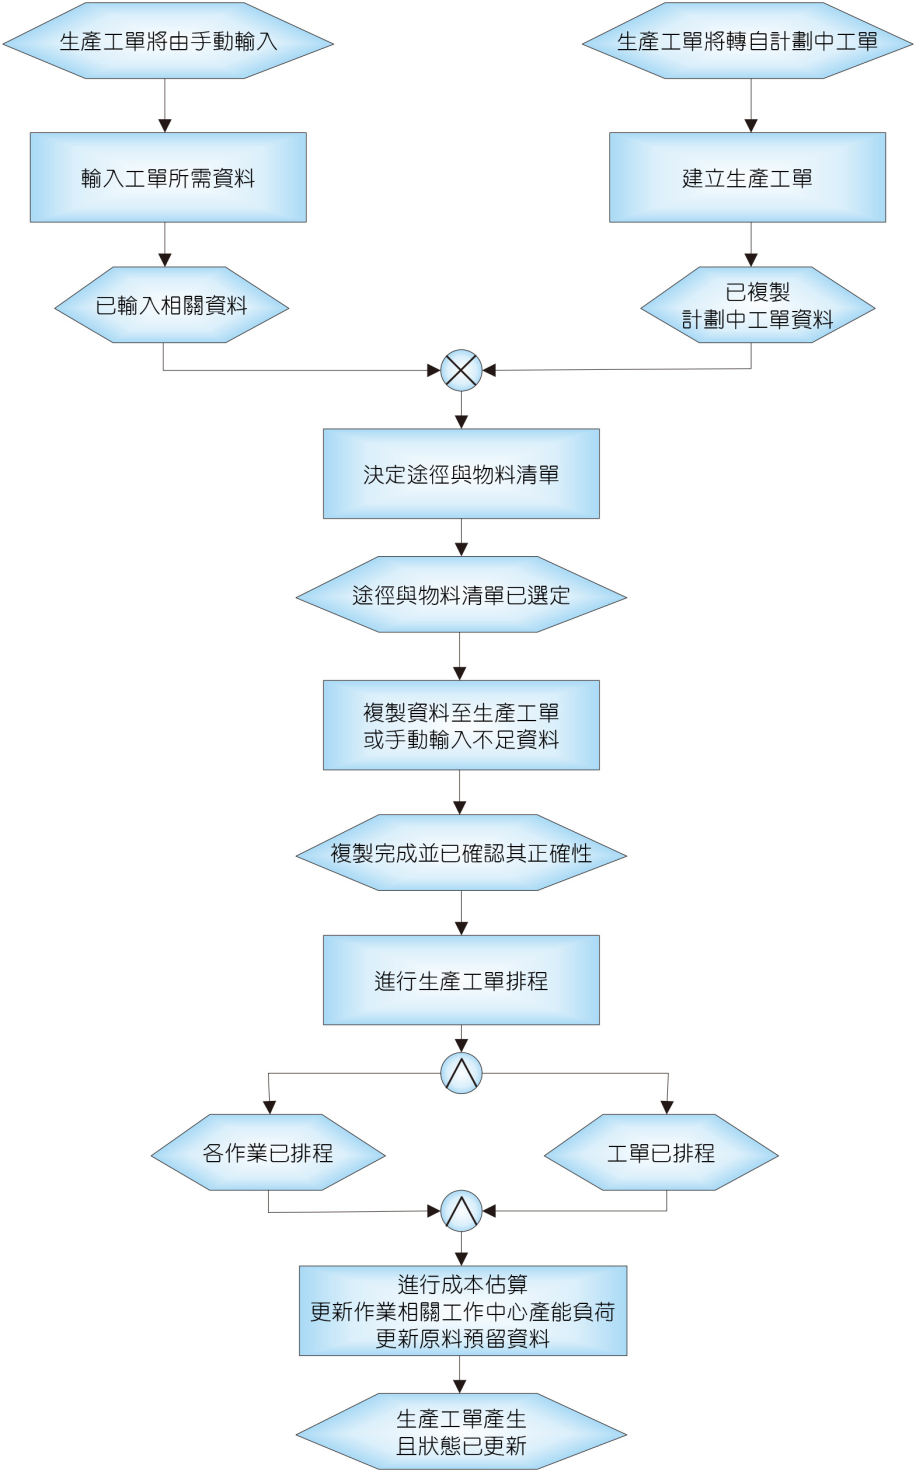 生產工單將由手動輸入
生產工單將轉自計劃中工單
輸入工單所需資料
建立生產工單
已輸入相關資料
已複製
計劃中工單資料
決定途徑與物料清單
途徑與物料清單已選定
複製資料至生產工單
或手動輸入不足資料
複製完成並已確認其正確性
進行生產工單排程
各作業已排程
工單已排程
進行成本估算
更新作業相關工作中心產能負荷
更新原料預留資料
生產工單產生
且狀態已更新